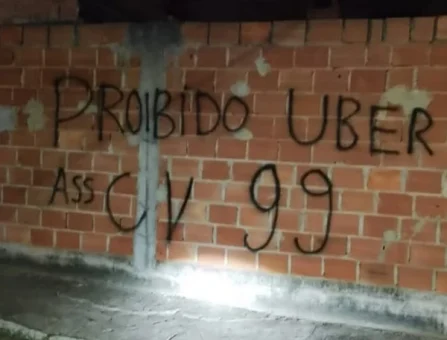 PROIBIDO UBER
ASS CV 99